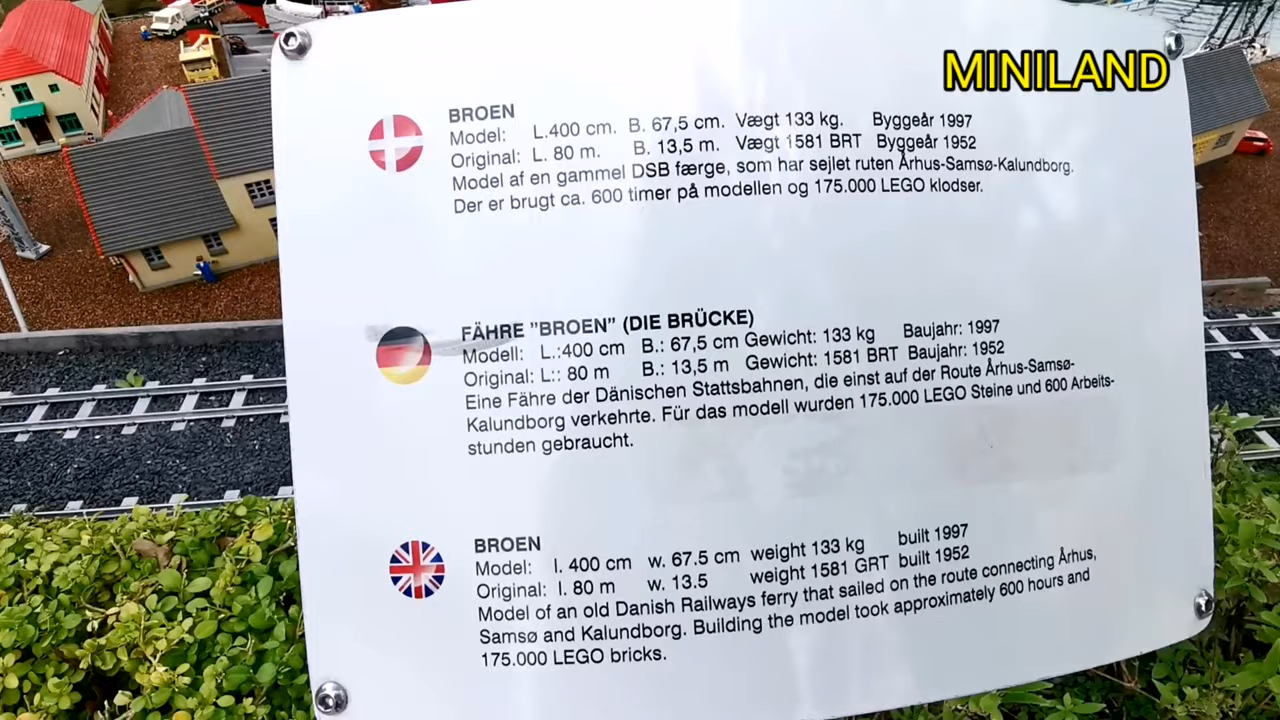 MINILAND
BROEN
Model: L.400 cm. B. 67,5 cm. Vægt 133 kg. Byggeår 1997
Original: L. 80 m. B. 13,5 m. Vægt 1581 BRT Byggeår 1952
Model af en gammel DSB færge, som har sejlet ruten Århus-Samsø-Kalundborg.
Der er brugt ca. 600 timer på modellen og 175.000 LEGO klodser.
FÄHRE "BROEN" (DIE BRÜCKE)
Modell: L.:400 cm B.: 67,5 cm Gewicht: 133 kg Baujahr: 1997
Original: L:: 80 m B.: 13,5 m Gewicht: 1581 BRT Baujahr: 1952
Eine Fähre der Dänischen Stattsbahnen, die einst auf der Route Århus-Samsø-
Kalundborg verkehrte. Für das modell wurden 175.000 LEGO Steine und 600 Arbeits-
stunden gebraucht.
BROEN
Model: l. 400 cm w. 67.5 cm weight 133 kg built 1997
Original: l. 80 m w. 13.5 weight 1581 GRT built 1952
Model of an old Danish Railways ferry that sailed on the route connecting Århus,
Samsø and Kalundborg. Building the model took approximately 600 hours and
175.000 LEGO bricks.